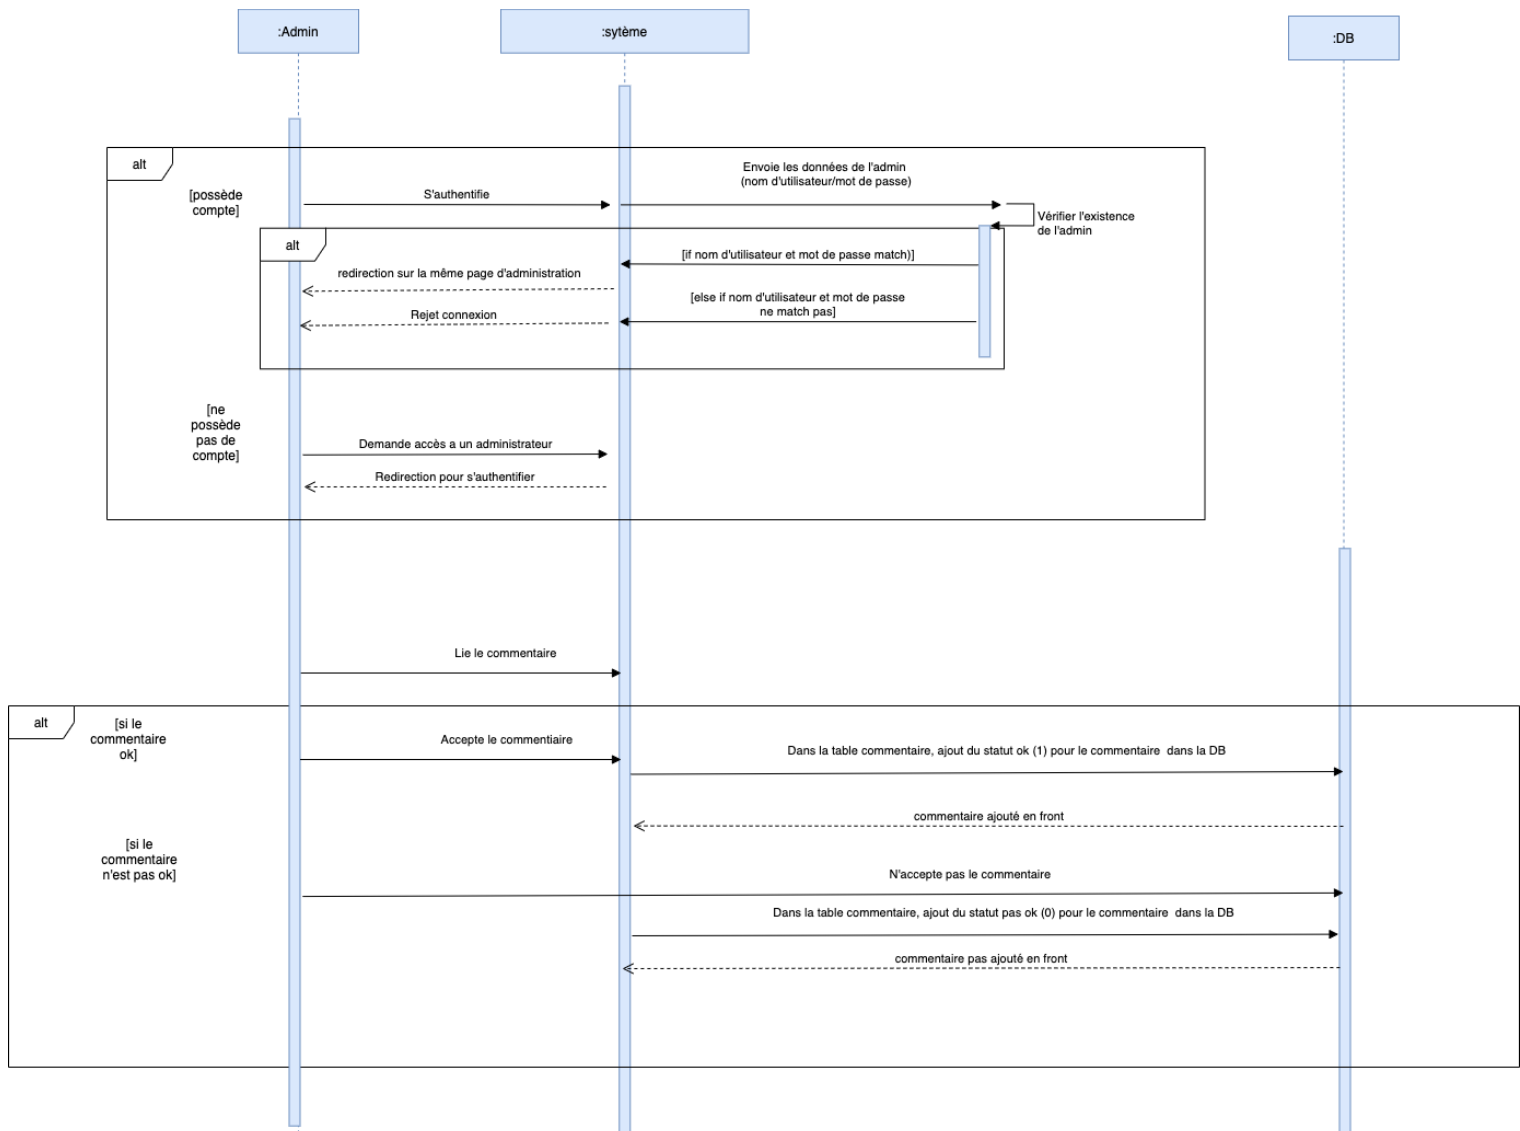 :Admin
:sytème
:DB
alt
[possède
compte]
S'authentifie
Envoie les données de l'admin
(nom d'utilisateur/mot de passe)
Vérifier l'existence
de l'admin
alt
[if nom d'utilisateur et mot de passe match)]
redirection sur la même page d'administration
[else if nom d'utilisateur et mot de passe
ne match pas]
Rejet connexion
[ne
possède
pas de
compte]
Demande accès a un administrateur
Redirection pour s'authentifier
Lie le commentaire
alt
[si le
commentaire
ok]
Accepte le commentiaire
Dans la table commentaire, ajout du statut ok (1) pour le commentaire  dans la DB
commentaire ajouté en front
[si le
commentaire
n'est pas ok]
N'accepte pas le commentaire
Dans la table commentaire, ajout du statut pas ok (0) pour le commentaire  dans la DB
commentaire pas ajouté en front